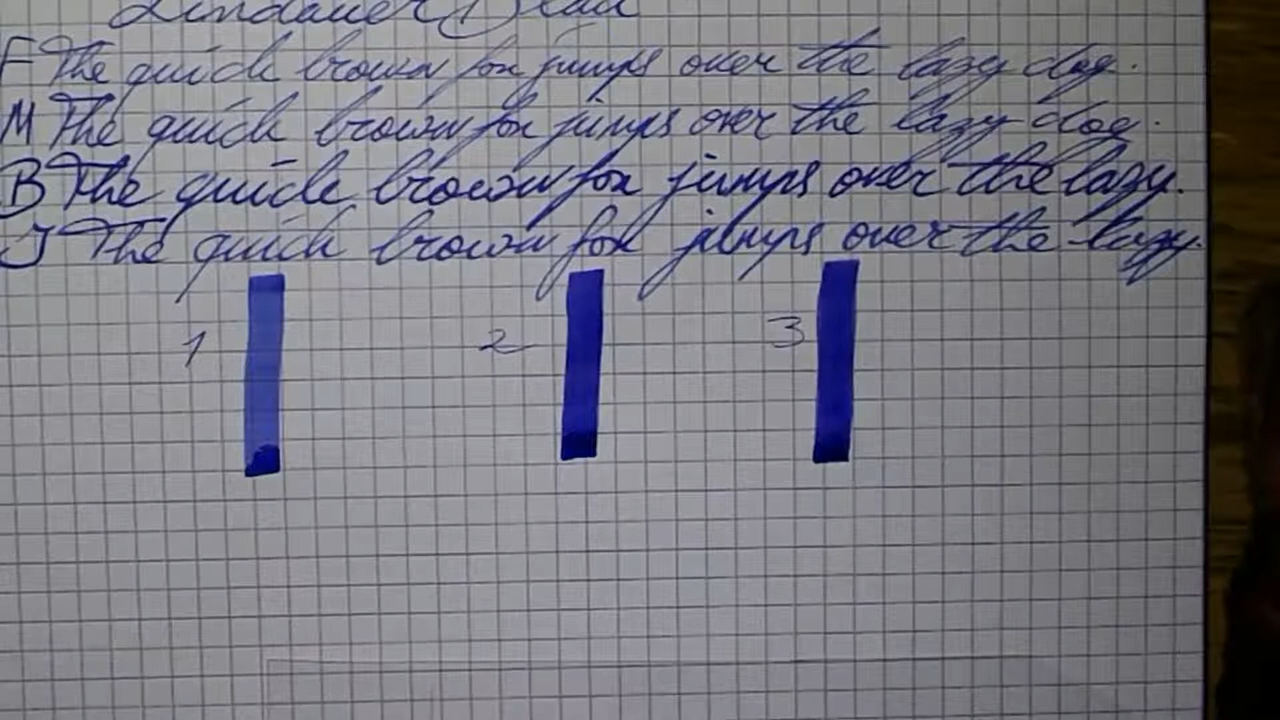 Lindauer
F The quick brown fox jumps over the lazy dog.
M The quick brown fox jumps over the lazy dog.
B The quick brown fox jumps over the lazy.
J The quick brown fox jumps over the lazy.
1 2 3